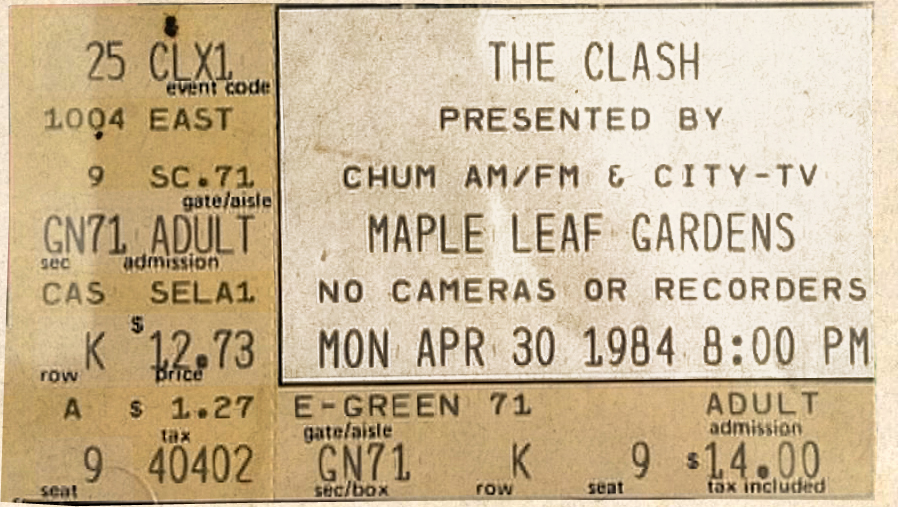 25 CLX1
event code
1004 EAST
9 SC.71
gate/aisle
GN71 ADULT
sec admission
CAS SELA1
K $12.73
row price
A $ 1.27
tax
9 40402
seat
THE CLASH
PRESENTED BY
CHUM AM/FM & CITY-TV
MAPLE LEAF GARDENS
NO CAMERAS OR RECORDERS
MON APR 30 1984 8:00 PM
E-GREEN 71 ADULT
gate/aisle admission
GN71 K 9 $14.00
sec/box row seat tax included